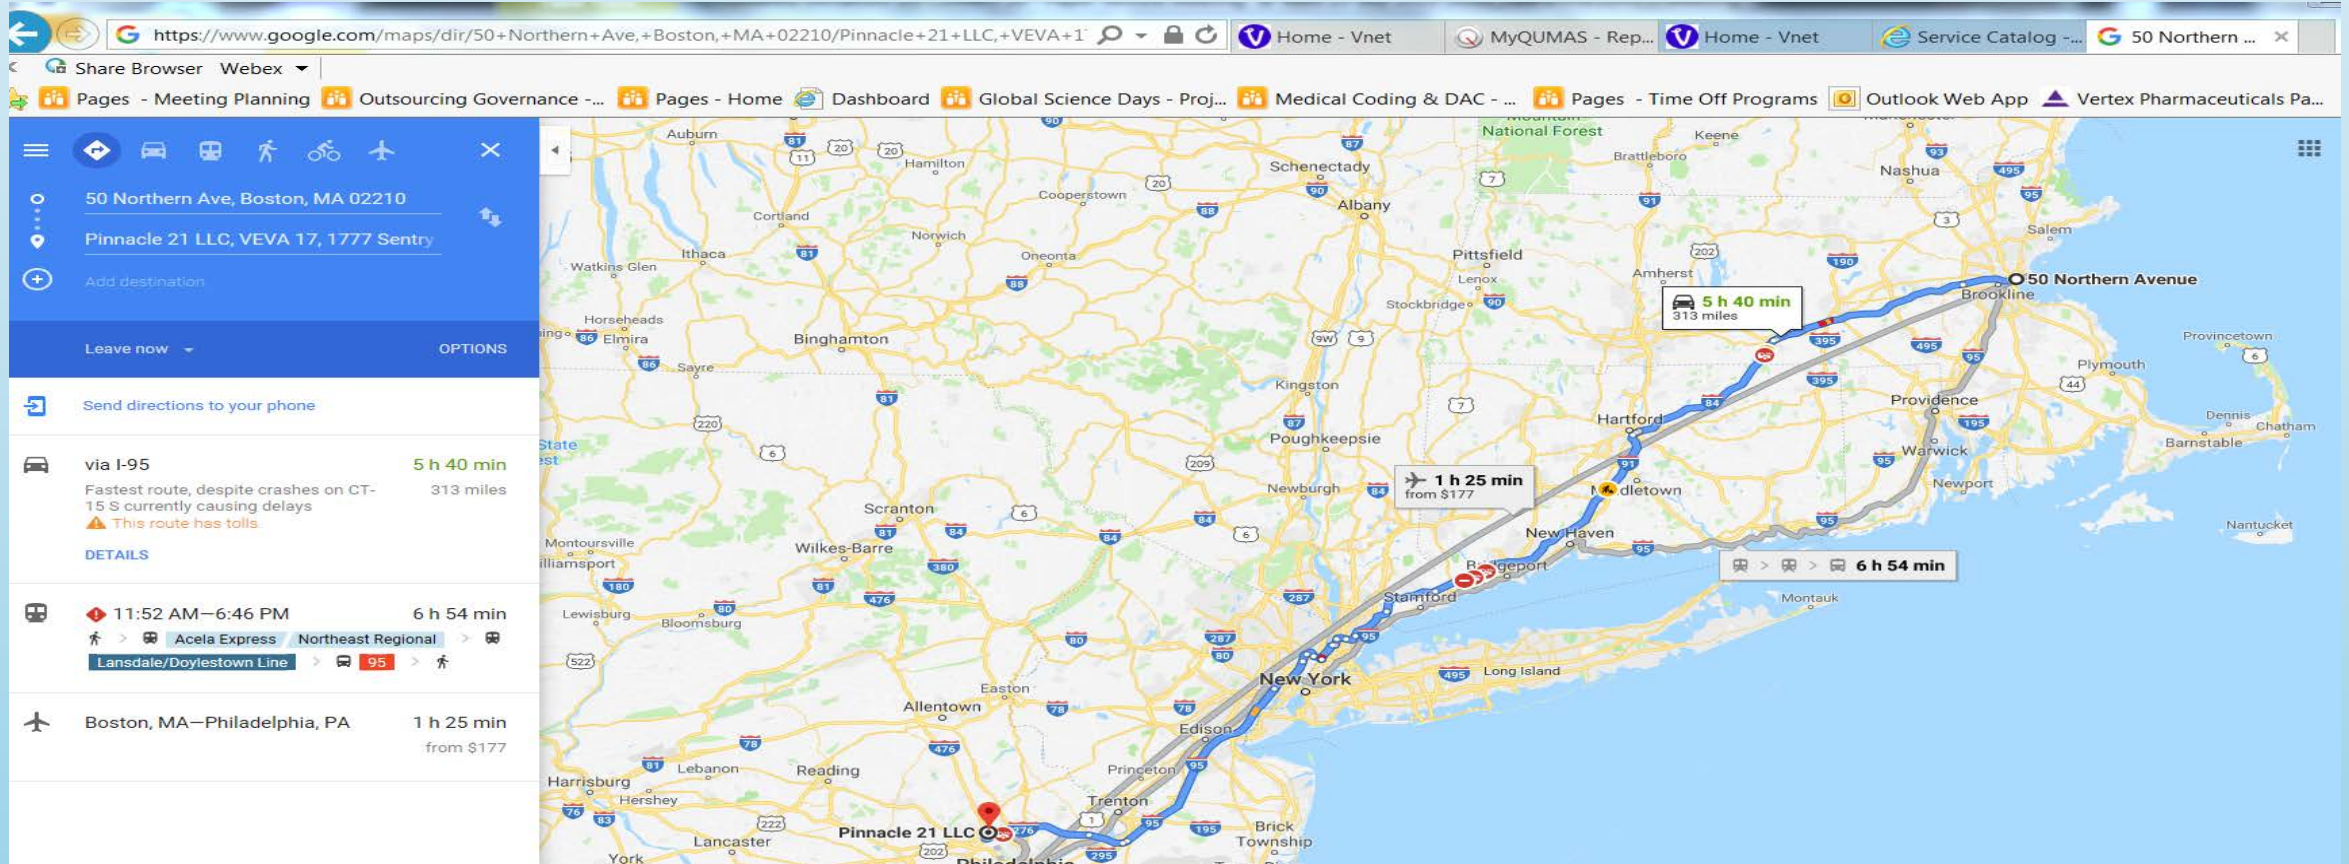 https://www.google.com/maps/dir/50+Northern+Ave,+Boston,+MA+02210/Pinnacle+21+LLC,+VEVA+1
Home - Vnet
MyQUMAS - Rep...
Home - Vnet
Service Catalog -...
50 Northern ...
Share Browser Webex
Pages - Meeting Planning
Outsourcing Governance -...
Pages - Home
Dashboard
Global Science Days - Proj...
Medical Coding & DAC - ...
Pages - Time Off Programs
Outlook Web App
Vertex Pharmaceuticals Pa...
50 Northern Ave, Boston, MA 02210
Pinnacle 21 LLC, VEVA 17, 1777 Sentry
Add destination
Leave now
OPTIONS
Send directions to your phone
via I-95
5 h 40 min
Fastest route, despite crashes on CT-
313 miles
15 S currently causing delays
This route has tolls.
DETAILS
11:52 AM—6:46 PM
6 h 54 min
Acela Express Northeast Regional
Lansdale/Doylestown Line
95
Boston, MA—Philadelphia, PA
1 h 25 min
from $177
Auburn
Hamilton
Cooperstown
Schenectady
Albany
National Forest
Keene
Brattleboro
Nashua
Salem
Cortland
Norwich
Ithaca
Oneonta
Watkins Glen
Pittsfield
Lenox
Stockbridge
Amherst
50 Northern Avenue
Brookline
5 h 40 min
313 miles
Horseheads
Elmira
Binghamton
Sayre
Provincetown
Plymouth
Kingston
Providence
Hartford
Dennis
Chatham
Barnstable
Poughkeepsie
Warwick
State
Newport
1 h 25 min
from $177
Newburgh
Scranton
New Haven
Nantucket
Montoursville
Wilkes-Barre
6 h 54 min
Lewisburg
Bloomsburg
Stamford
Montauk
New York
Long Island
Easton
Allentown
Edison
Harrisburg
Lebanon
Reading
Princeton
Hershey
Trenton
Pinnacle 21 LLC
Brick
Township
Lancaster
York
Philadelphia